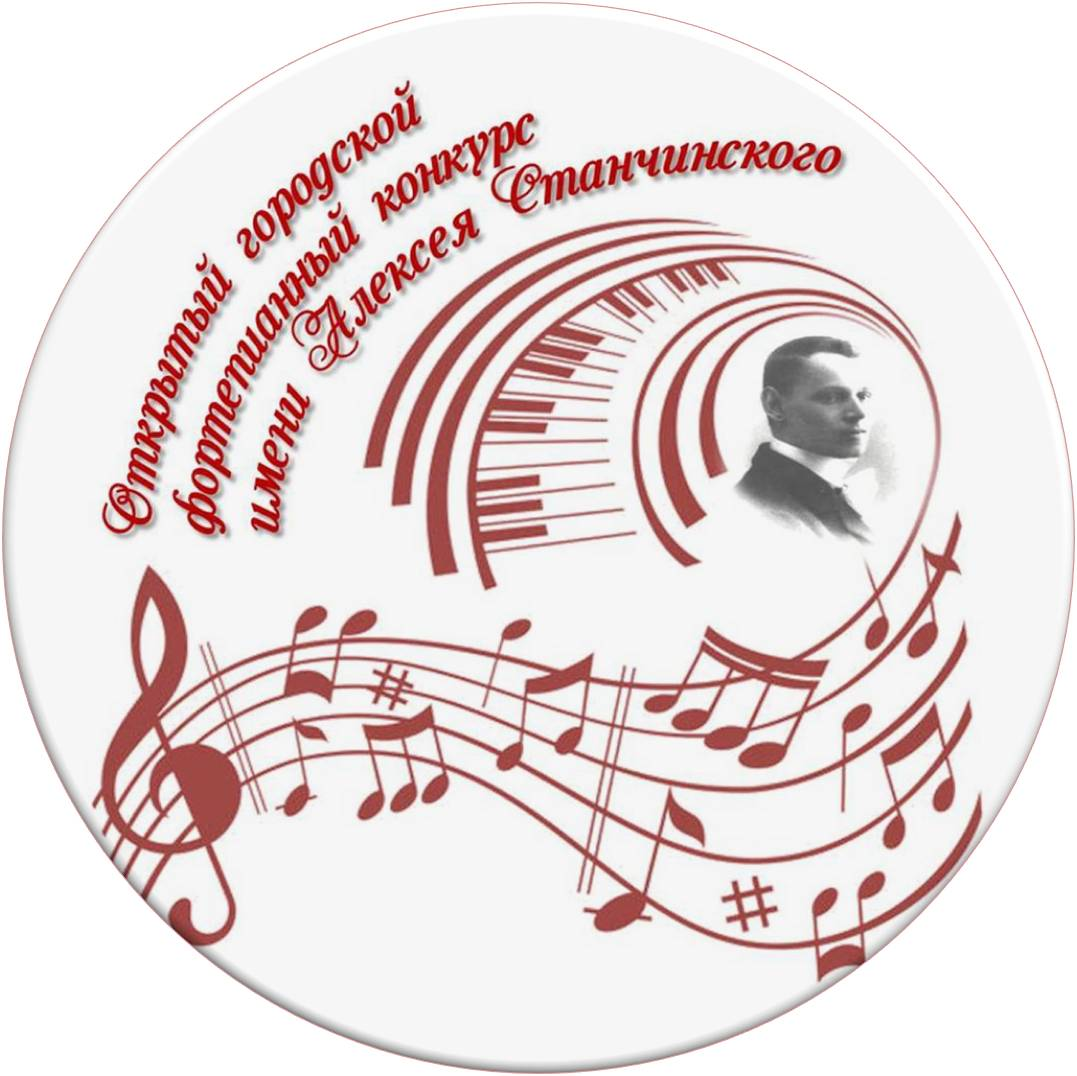 Открытый городской
фортепианный конкурс
имени Алексея Станчинского